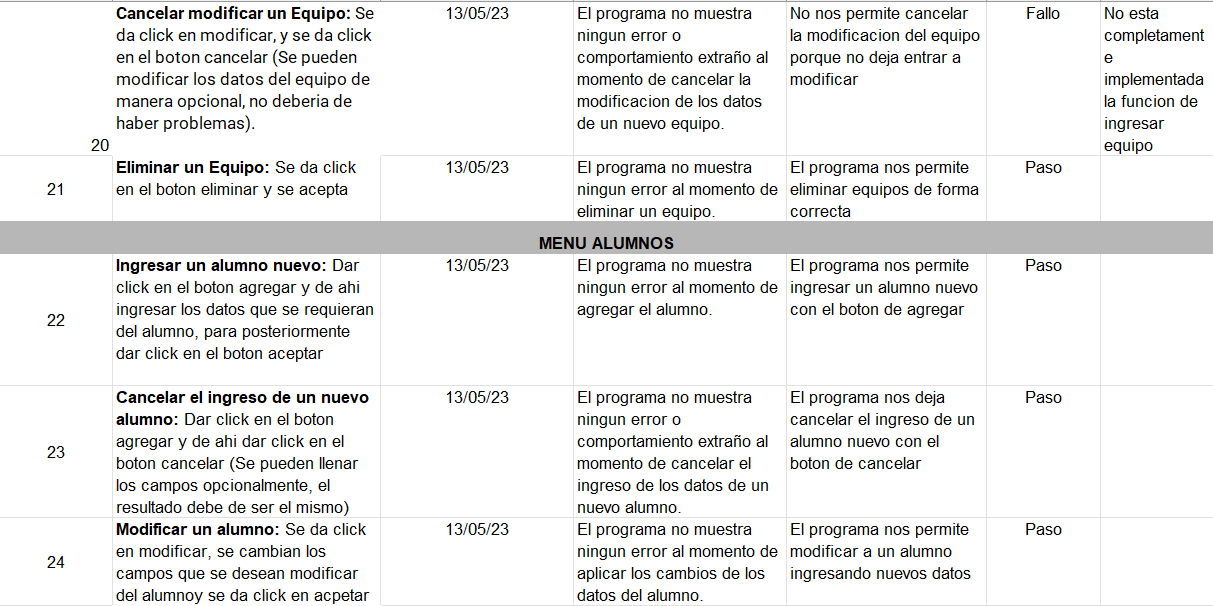 Cancelar modificar un Equipo: Se
da click en modificar, y se da click
en el boton cancelar (Se pueden
modificar los datos del equipo de
manera opcional, no deberia de
haber problemas).
20
13/05/23
El programa no muestra
ningun error o
comportamiento extraño al
momento de cancelar la
modificacion de los datos
de un nuevo equipo.
No nos permite cancelar
la modificacion del equipo
porque no deja entrar a
modificar
Fallo
No esta
completament
e
implementada
la funcion de
ingresar
equipo
21
Eliminar un Equipo: Se da click
en el boton eliminar y se acepta
13/05/23
El programa no muestra
ningun error al momento de
eliminar un equipo.
El programa nos permite
eliminar equipos de forma
correcta
Paso
MENU ALUMNOS
22
Ingresar un alumno nuevo: Dar
click en el boton agregar y de ahi
ingresar los datos que se requieran
del alumno, para posteriormente
dar click en el boton aceptar
13/05/23
El programa no muestra
ningun error al momento de
agregar el alumno.
El programa nos permite
ingresar un alumno nuevo
con el boton de agregar
Paso
23
Cancelar el ingreso de un nuevo
alumno: Dar click en el boton
agregar y de ahi dar click en el
boton cancelar (Se pueden llenar
los campos opcionalmente, el
resultado debe de ser el mismo)
13/05/23
El programa no muestra
ningun error o
comportamiento extraño al
momento de cancelar el
ingreso de los datos de un
nuevo alumno.
El programa nos deja
cancelar el ingreso de un
alumno nuevo con el
boton de cancelar
Paso
24
Modificar un alumno: Se da click
en modificar, se cambian los
campos que se desean modificar
del alumnoy se da click en acpetar
13/05/23
El programa no muestra
ningun error al momento de
aplicar los cambios de los
datos del alumno.
El programa nos permite
modificar a un alumno
ingresando nuevos datos
Paso